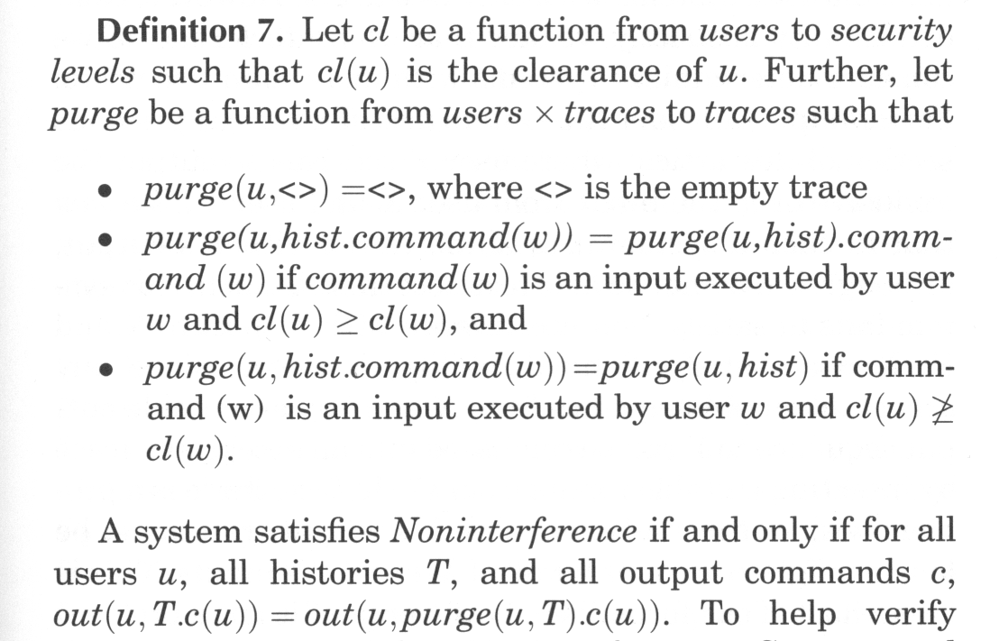 Definition 7. Let cl be a function from users to security
levels such that cl(u) is the clearance of u. Further, let
purge be a function from users × traces to traces such that
• purge(u,<>) =<>, where <> is the empty trace
• purge(u,hist.command(w)) = purge(u,hist).comm-
and (w) if command(w) is an input executed by user
w and cl(u) ≥ cl(w), and
• purge(u, hist.command(w))=purge(u, hist) if comm-
and (w) is an input executed by user w and cl(u) ≱
cl(w).
A system satisfies Noninterference if and only if for all
users u, all histories T, and all output commands c,
out(u, T.c(u)) = out(u,purge(u, T).c(u)). To help verify